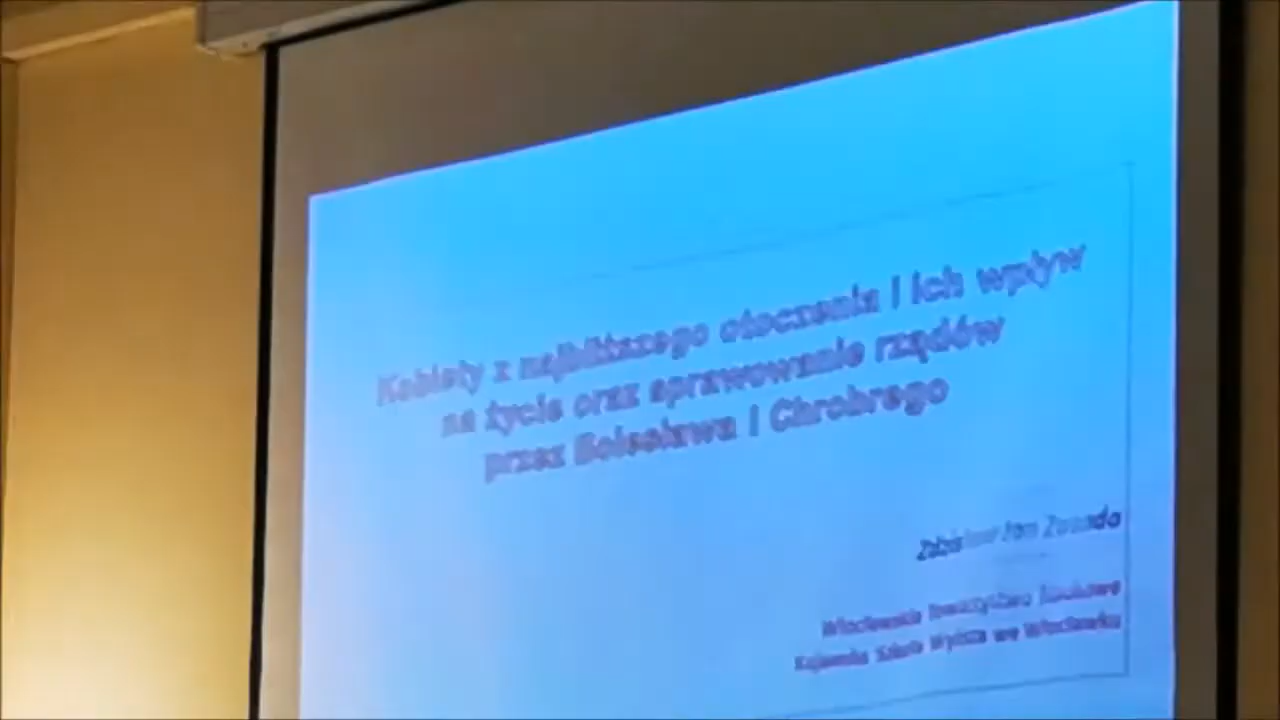 Kobiety z najbliższego otoczenia i ich wpływ
na życie oraz sprawowanie rządów
przez Bolesława I Chrobrego
Zdzisław Jan
Włocławskie Towarzystwo Naukowe
Kujawska Szkoła Wyższa we Włocławku